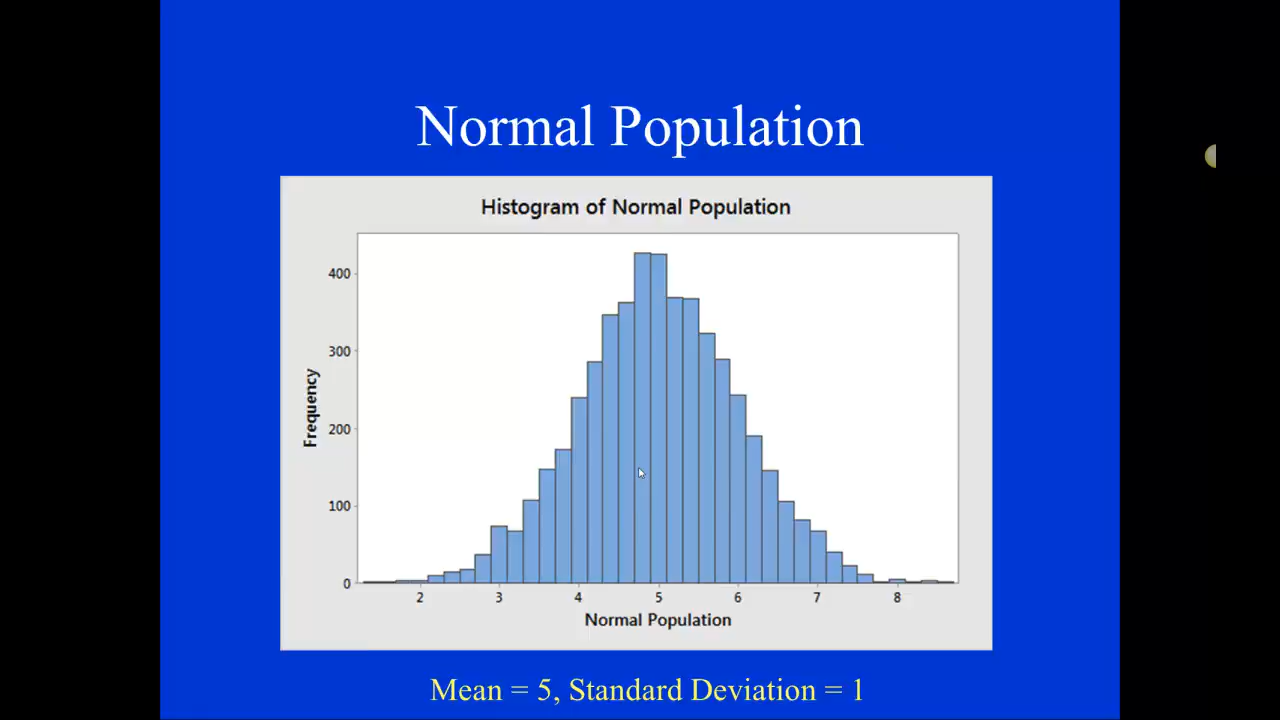 Normal Population
Histogram of Normal Population
400
300
200
100
0
Frequency
2 3 4 5 6 7 8
Normal Population
Mean = 5, Standard Deviation = 1